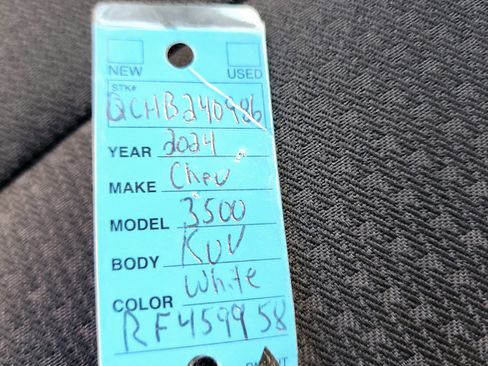 NEW USED
STK#
QCHB240986
YEAR 2024
MAKE Chev
MODEL 3500
BODY KUV
COLOR White
RF459958